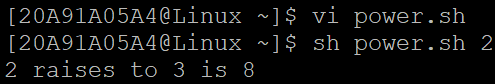 [20A91A05A4@Linux ~]$ vi power.sh
[20A91A05A4@Linux ~]$ sh power.sh 2
2 raises to 3 is 8